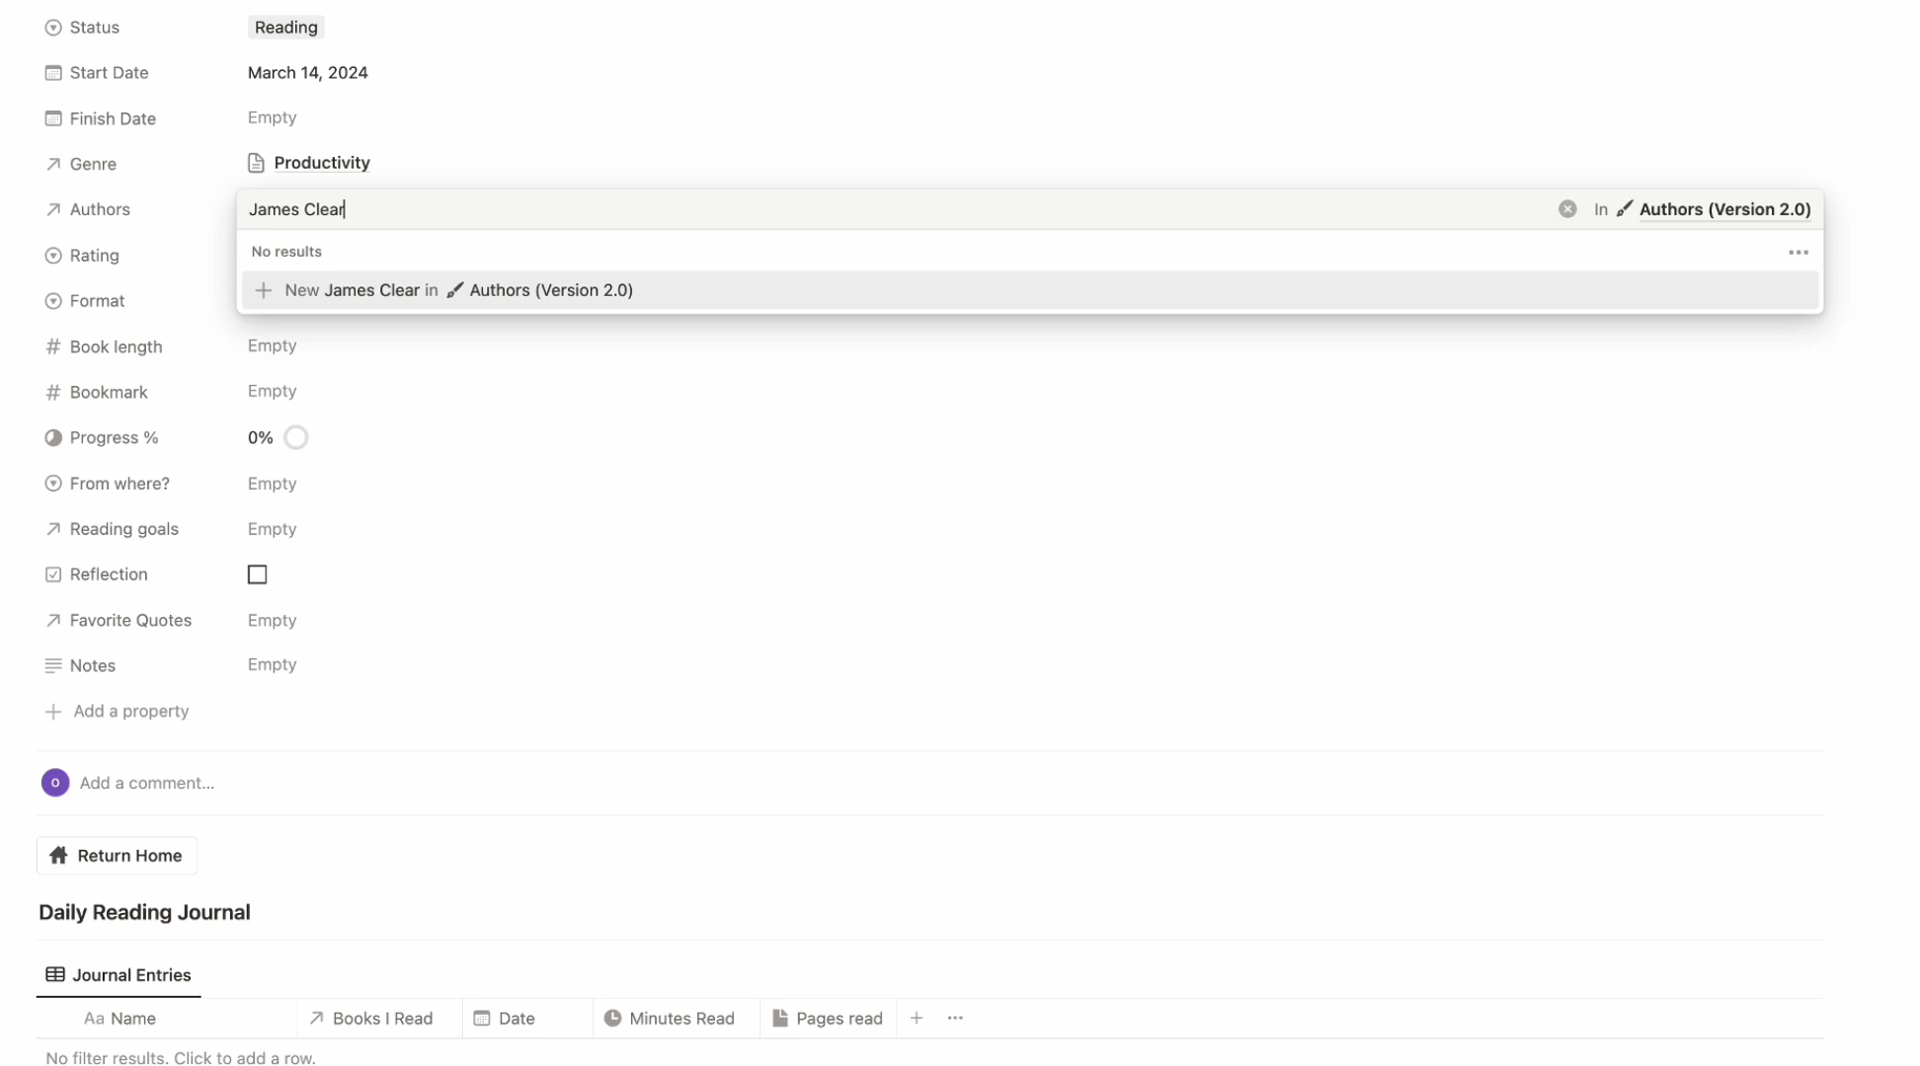 Status Reading
Start Date March 14, 2024
Finish Date Empty
Genre Productivity
Authors James Clear In Authors (Version 2.0)
No results
Rating
New James Clear in Authors (Version 2.0)
Format
Book length Empty
Bookmark Empty
Progress % 0%
From where? Empty
Reading goals Empty
Reflection
Favorite Quotes Empty
Notes Empty
Add a property
O Add a comment...
Return Home
Daily Reading Journal
Journal Entries
Aa Name Books I Read Date Minutes Read Pages read
No filter results. Click to add a row.